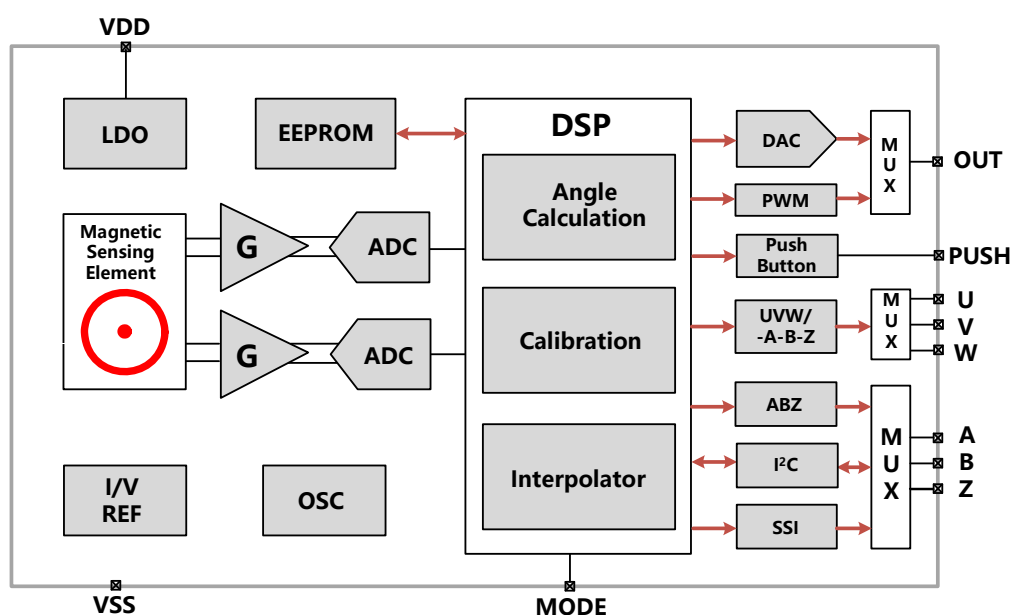 VDD
LDO
EEPROM
DSP
DAC
M
U
X
OUT
Angle
Calculation
PWM
Magnetic
Sensing
Element
G
ADC
Push
Button
PUSH
Calibration
UVW/
-A-B-Z
M
U
X
U
V
W
G
ADC
ABZ
I²C
SSI
M
U
X
A
B
Z
Interpolator
I/V
REF
OSC
VSS
MODE